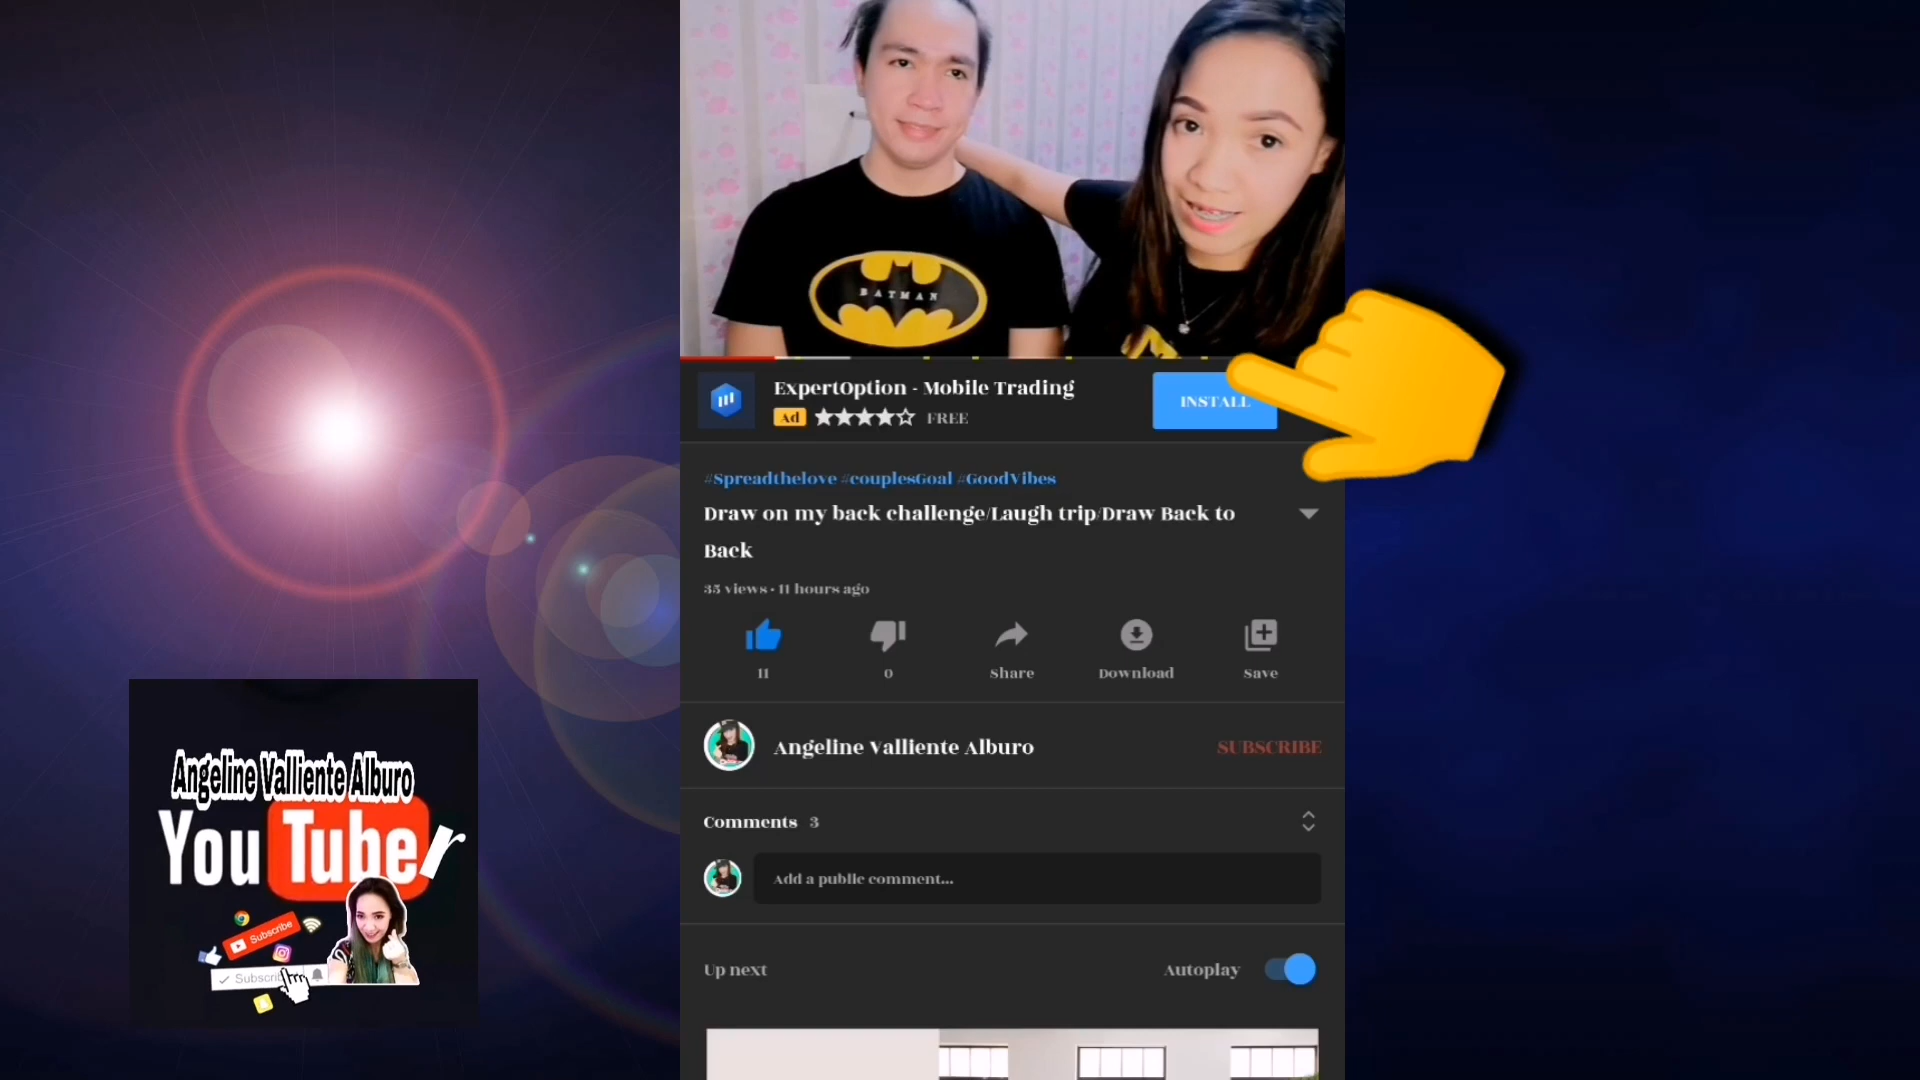 BATMAN
ExpertOption - Mobile Trading
Ad FREE
INSTALL
#Spreadthelove #couplesGoal #GoodVibes
Draw on my back challenge/Laugh trip/Draw Back to
Back
35 views · 11 hours ago
11
0
Share
Download
Save
Angeline Valliente Alburo
SUBSCRIBE
Comments 3
Add a public comment...
Up next
Autoplay
Angeline Valliente Alburo
YouTuber
Subscribe